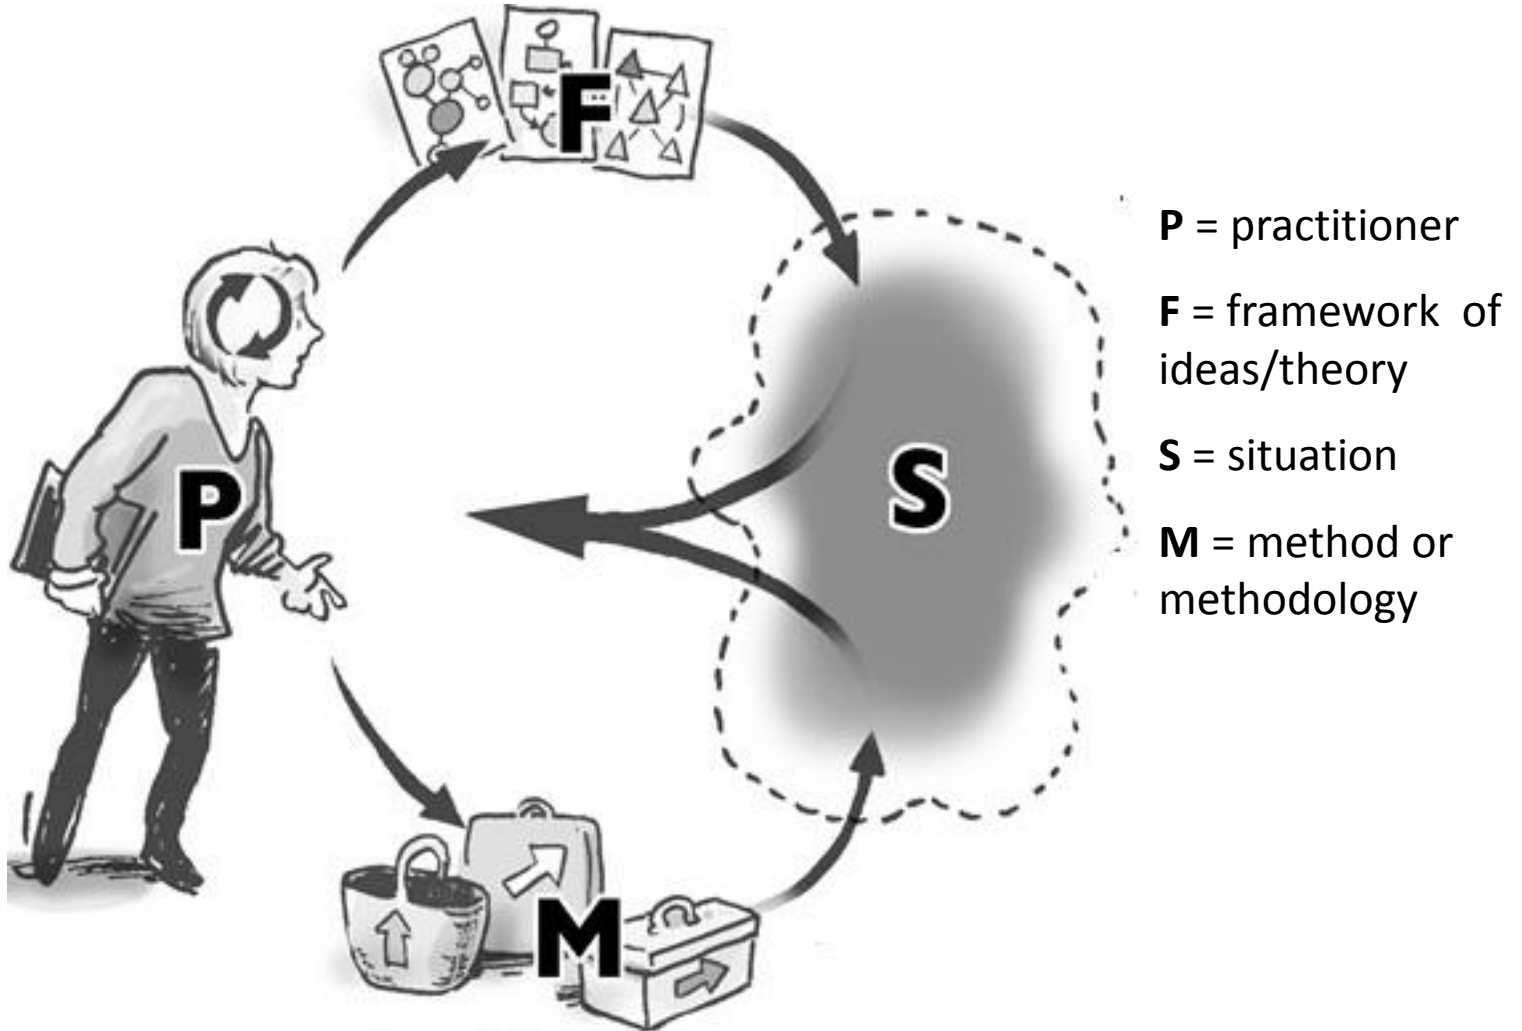 F
P
S
M
P = practitioner
F = framework of
ideas/theory
S = situation
M = method or
methodology